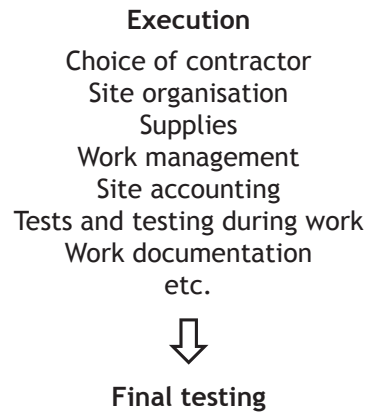 Execution
Choice of contractor
Site organisation
Supplies
Work management
Site accounting
Tests and testing during work
Work documentation
etc.
Final testing